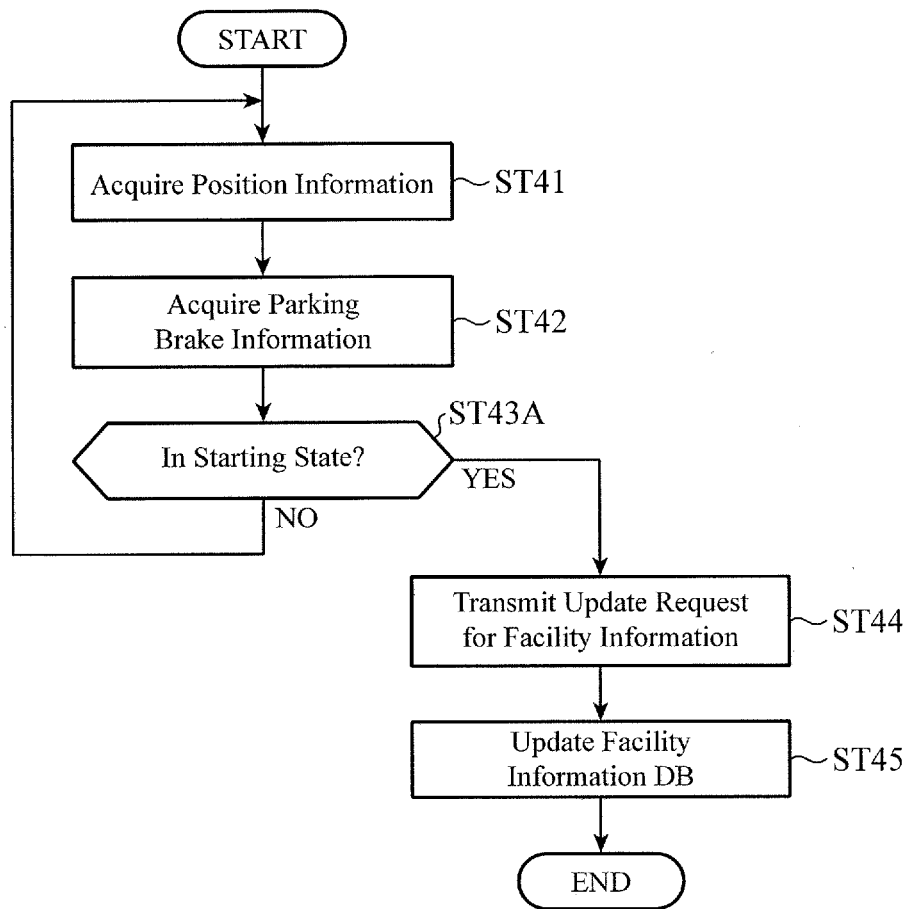 START
Acquire Position Information
ST41
Acquire Parking
Brake Information
ST42
ST43A
In Starting State?
YES
NO
Transmit Update Request
for Facility Information
ST44
Update Facility
Information DB
ST45
END